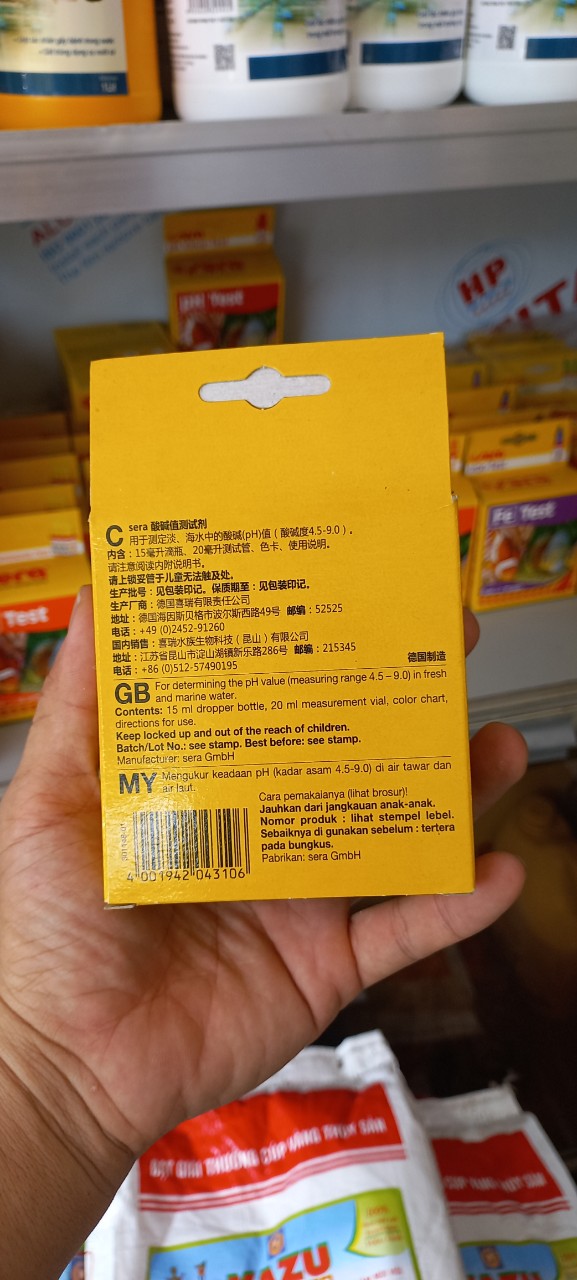 pH Test
HP
Fe Test
Test
C sera 酸碱值测试剂
用于测定淡、海水中的酸碱(pH)值（酸碱度4.5-9.0）。
内含：15毫升滴瓶、20毫升测试管、色卡、使用说明。
请注意阅读内附说明书。
请上锁妥管于儿童无法触及处。
生产批号：见包装印记。保质期至：见包装印记。
生产厂商：德国喜瑞有限责任公司
地址：德国海因斯贝格市波尔斯西路49号 邮编：52525
电话：+49 (0)2452-91260
国内销售：喜瑞水族生物科技（昆山）有限公司
地址：江苏省昆山市淀山湖镇新乐路286号 邮编：215345
电话：+86 (0)512-57490195 德国制造
GB For determining the pH value (measuring range 4.5 – 9.0) in fresh
and marine water.
Contents: 15 ml dropper bottle, 20 ml measurement vial, color chart,
directions for use.
Keep locked up and out of the reach of children.
Batch/Lot No.: see stamp. Best before: see stamp.
Manufacturer: sera GmbH
MY Mengukur keadaan pH (kadar asam 4.5-9.0) di air tawar dan
air laut.
Cara pemakaianya (lihat brosur)!
Jauhkan dari jangkauan anak-anak.
Nomor produk : lihat stempel lebel.
Sebaiknya di gunakan sebelum : tertera
pada bungkus.
Pabrikan: sera GmbH
4 001942 043106
YAZU